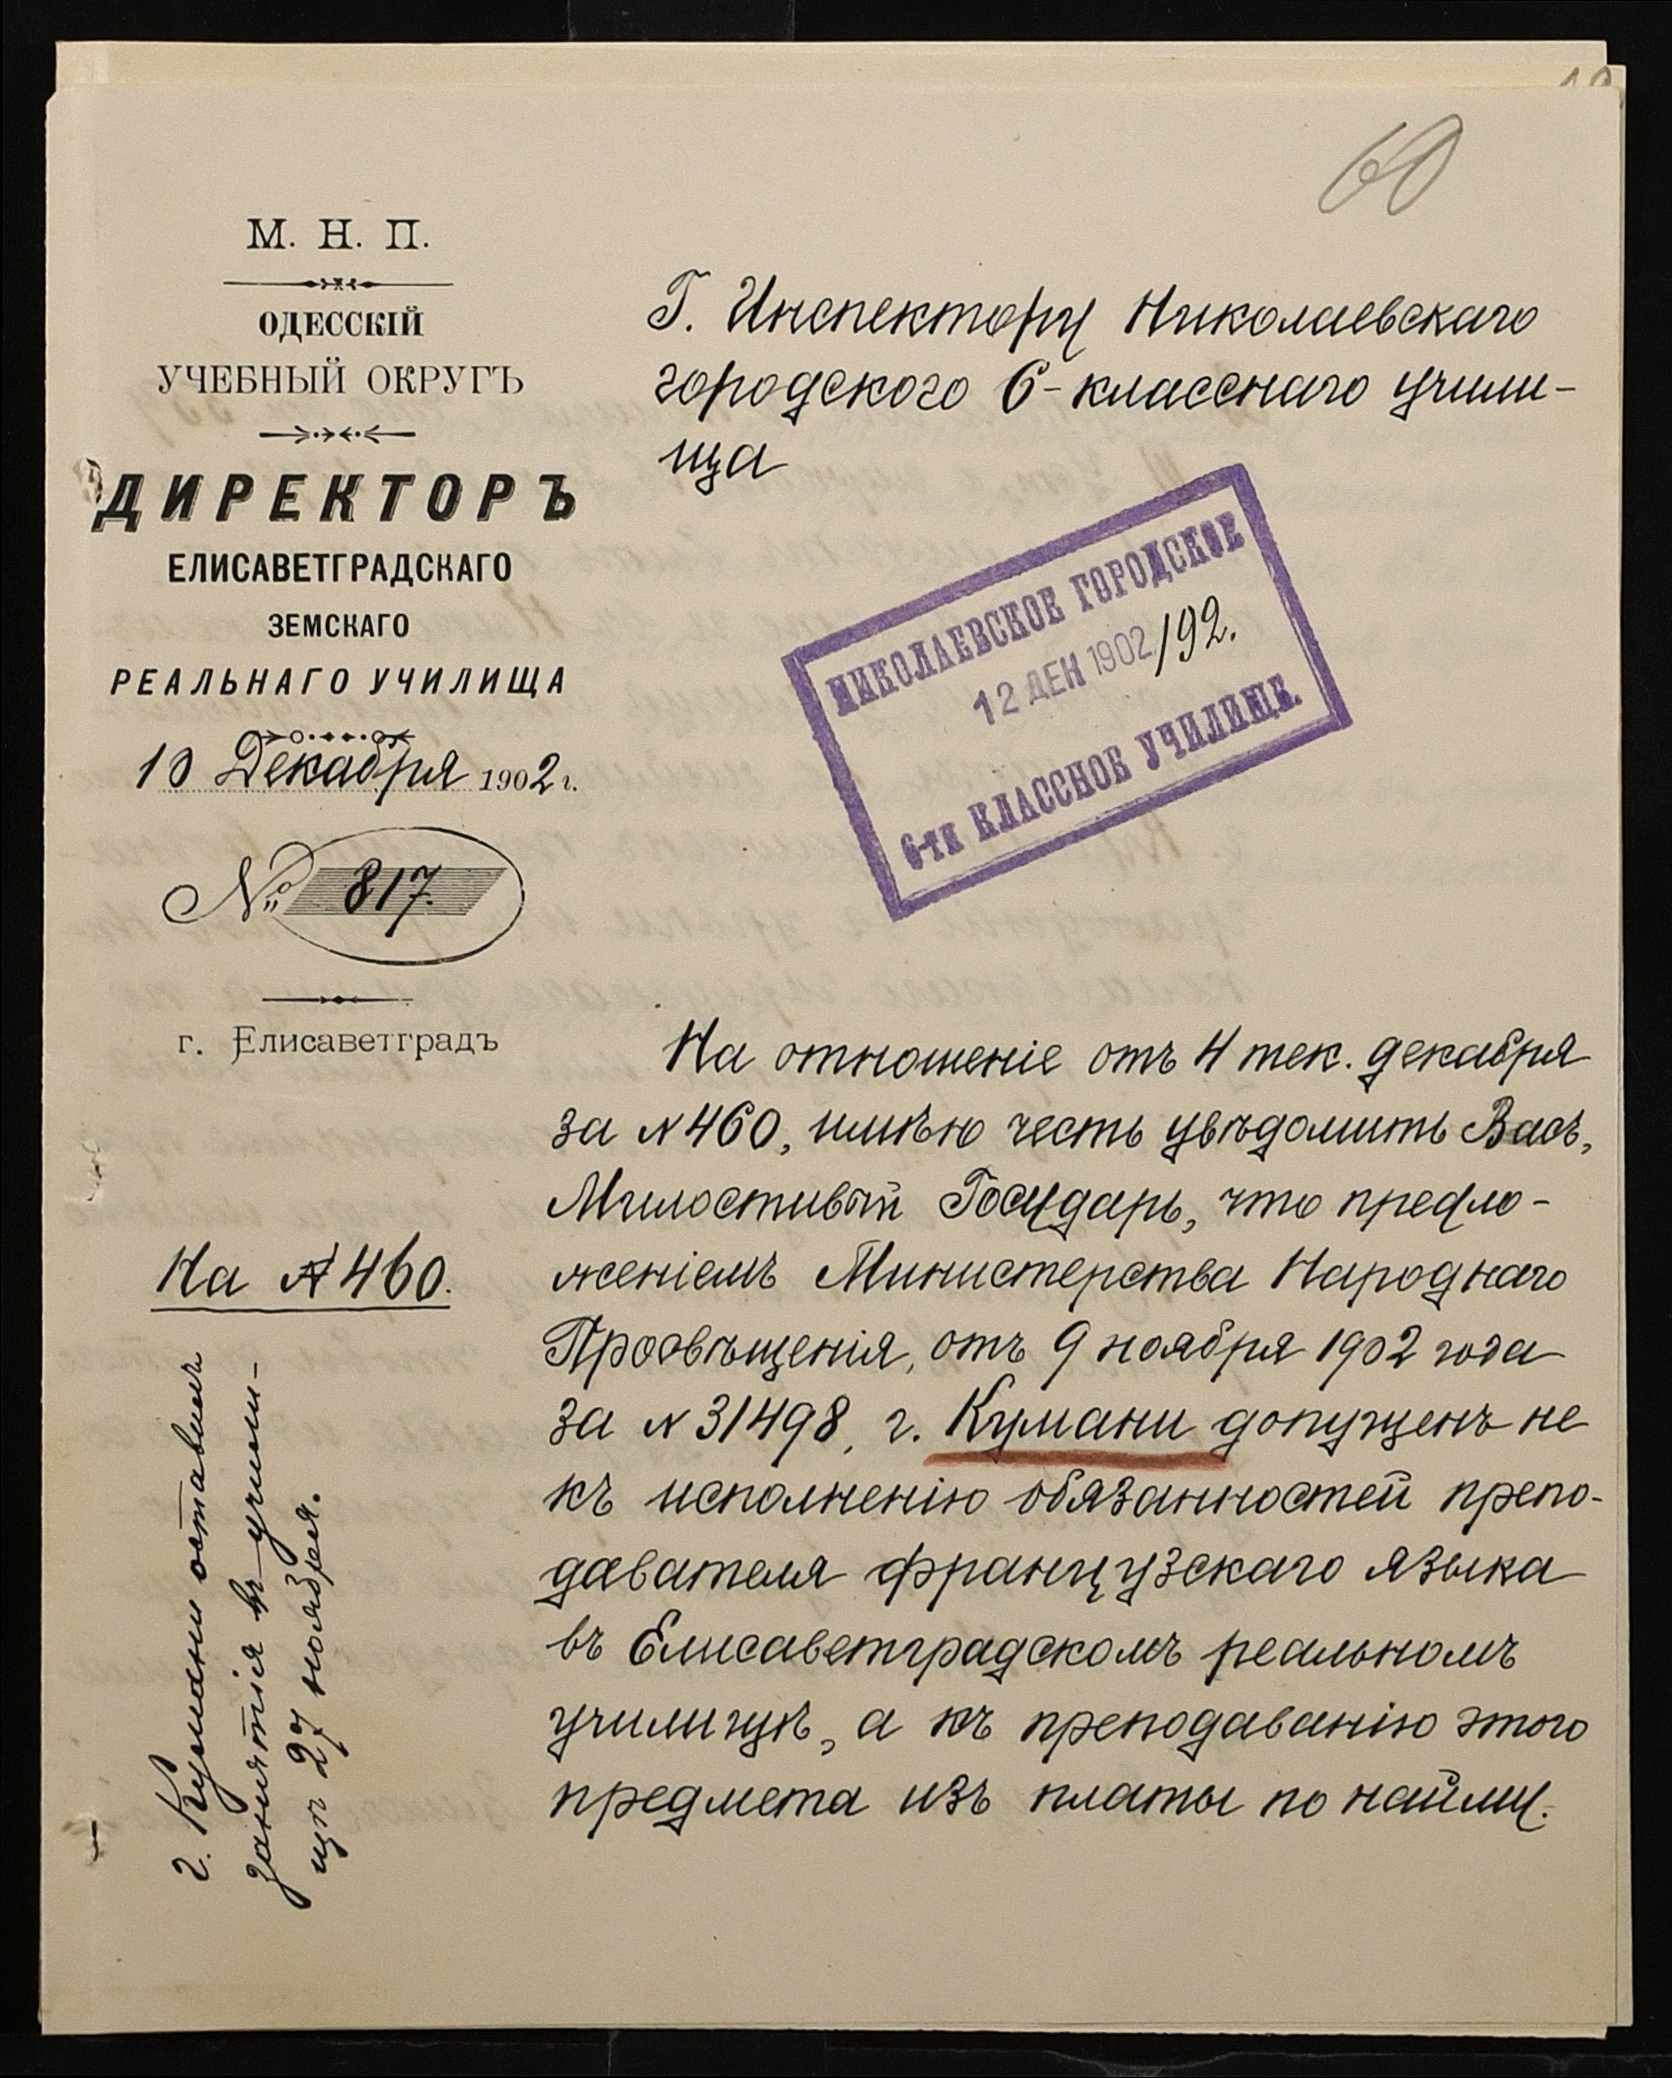 60
М. Н. П.
ОДЕССКІЙ
УЧЕБНЫЙ ОКРУГЪ
ДИРЕКТОРЪ
ЕЛИСАВЕТГРАДСКАГО
ЗЕМСКАГО
РЕАЛЬНАГО УЧИЛИЩА
10 Декабря 1902 г.
№ 817.
г. Елисаветградъ
Г. Инспектору Николаевскаго
городского 6-класснаго учили-
ща
НИКОЛАЕВСКОЕ ГОРОДСКОЕ
12 ДЕК 1902 /92.
6-ти КЛАССНОЕ УЧИЛИЩЕ.
На отношеніе отъ 4 тек. декабря
за № 460, имѣю честь увѣдомить Васъ,
Милостивый Государь, что предло-
женіемъ Министерства Народнаго
Просвѣщенія, отъ 9 ноября 1902 года
за № 31498, г. Кумани допущенъ не
къ исполненію обязанностей препо-
давателя французскаго языка
въ Елисаветградскомъ реальномъ
училищѣ, а къ преподаванію этого
предмета изъ платы по найму.
На № 460.
г. Кумани оставилъ
занятія въ учили-
щѣ 27 ноября.